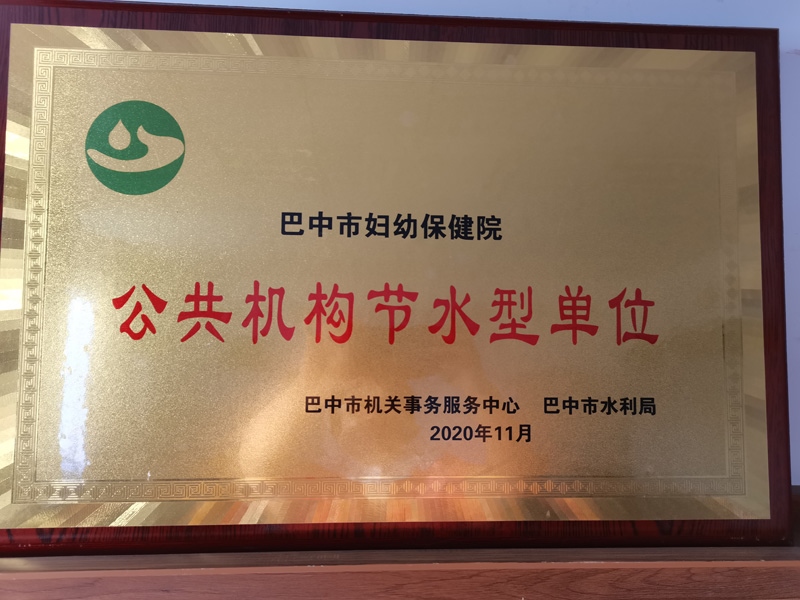 巴中市妇幼保健院
公共机构节水型单位
巴中市机关事务服务中心 巴中市水利局
2020年11月